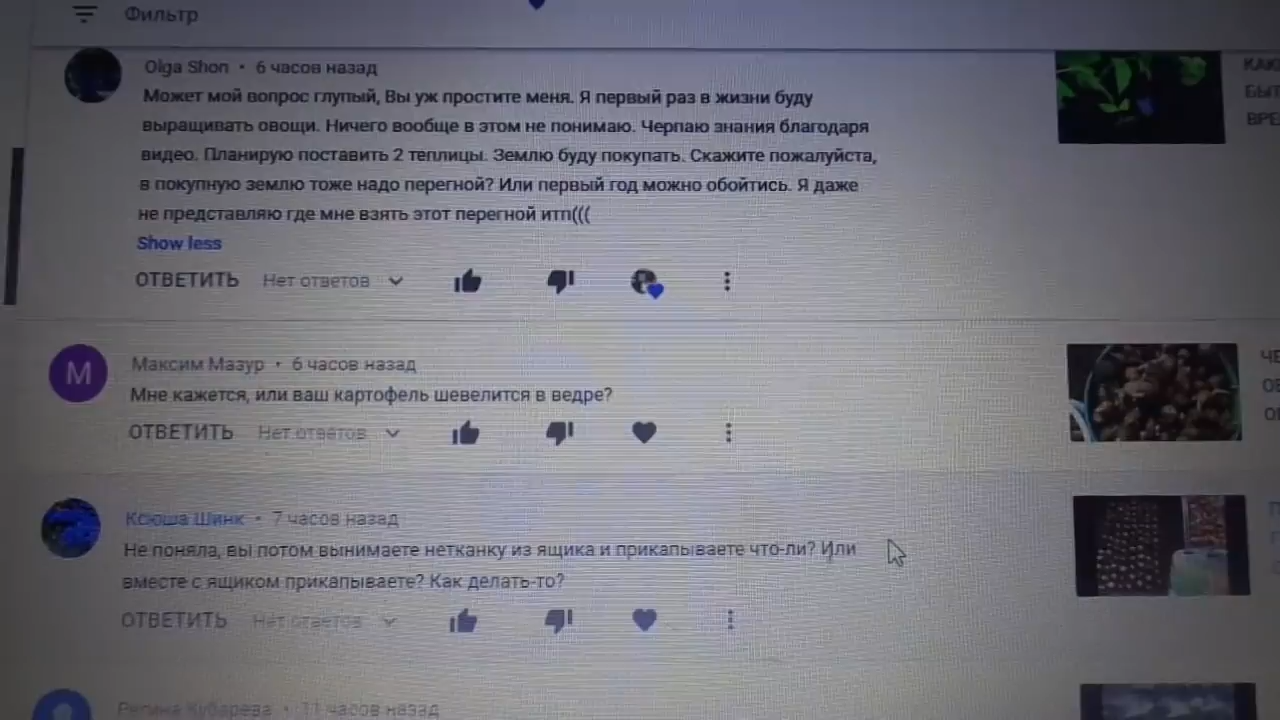 Фильтр
Olga Shon • 6 часов назад
Может мой вопрос глупый, Вы уж простите меня. Я первый раз в жизни буду
выращивать овощи. Ничего вообще в этом не понимаю. Черпаю знания благодаря
видео. Планирую поставить 2 теплицы. Землю буду покупать. Скажите пожалуйста,
в покупную землю тоже надо перегной? Или первый год можно обойтись. Я даже
не представляю где мне взять этот перегной итп(((
Show less
ОТВЕТИТЬ Нет ответов
М
Максим Мазур • 6 часов назад
Мне кажется, или ваш картофель шевелится в ведре?
ОТВЕТИТЬ Нет ответов
Ксюша Шинк • 7 часов назад
Не поняла, вы потом вынимаете нетканку из ящика и прикапываете что-ли? Или
вместе с ящиком прикапываете? Как делать-то?
ОТВЕТИТЬ Нет ответов
Регина Кубарева • 11 часов назад